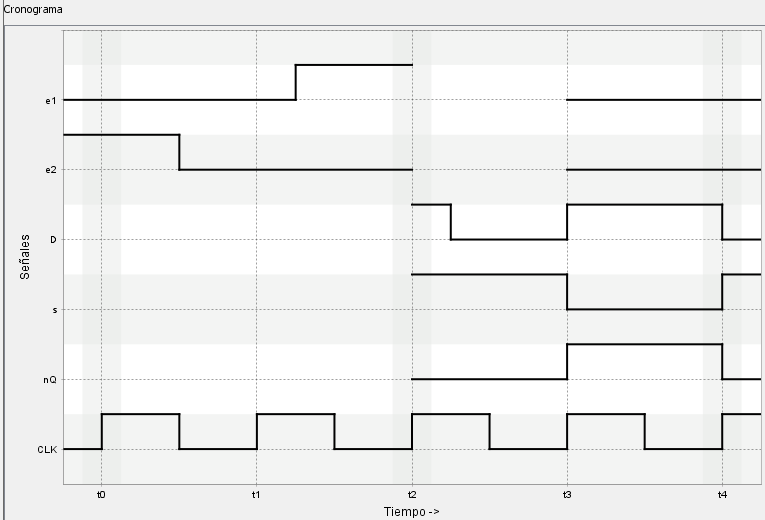 Cronograma
e1
e2
D
s
nQ
CLK
Señales
t0 t1 t2 t3 t4
Tiempo ->